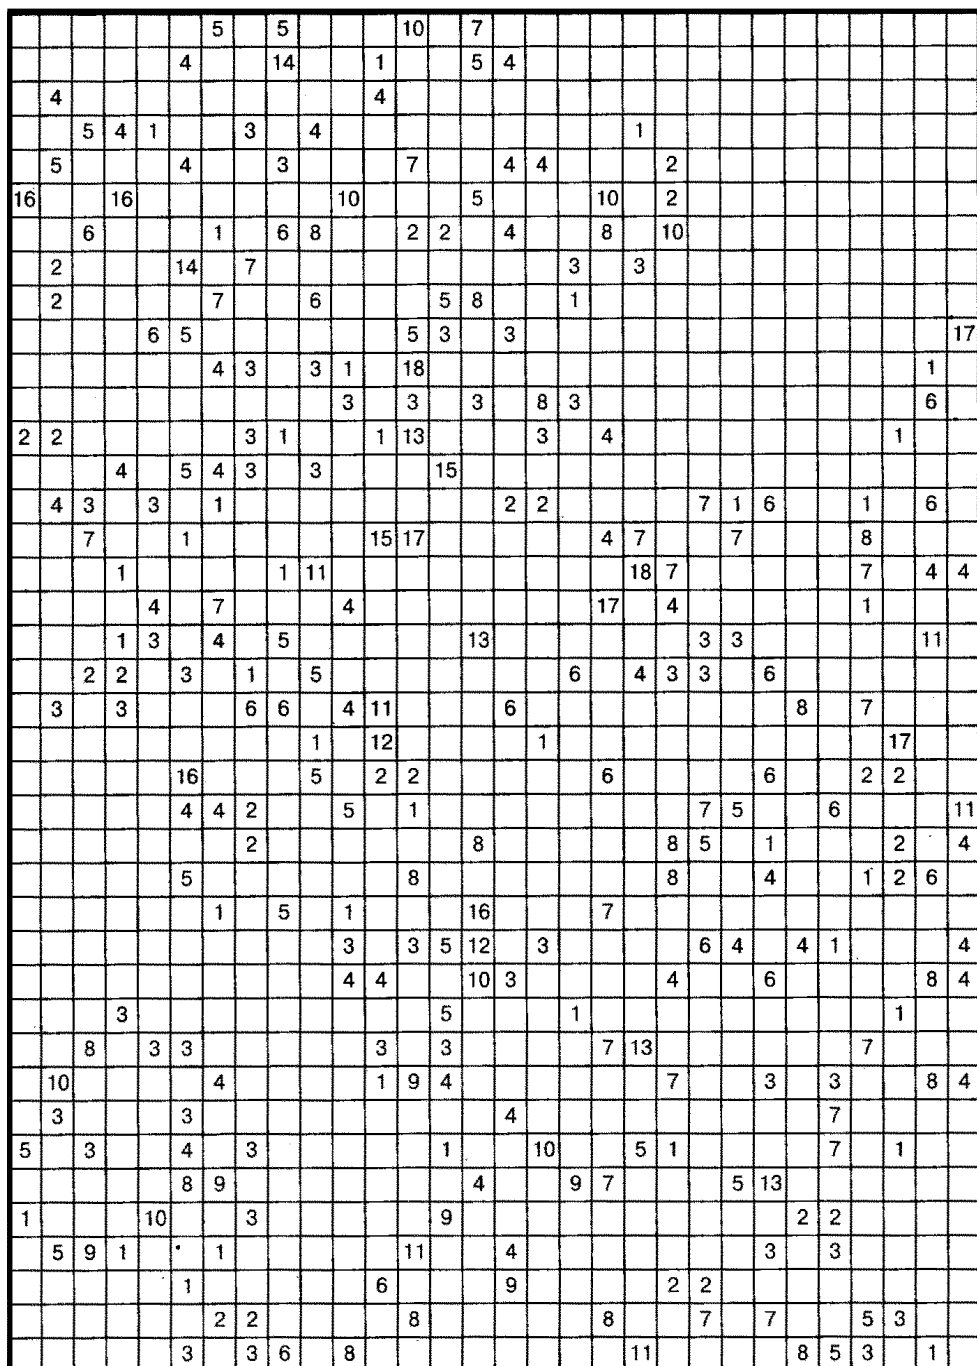 5 5 10 7
4 14 1 5 4
4 4
5 4 1 3 4 1
5 4 3 7 4 4 2
16 16 10 5 10 2
6 1 6 8 2 2 4 8 10
2 14 7 3 3
2 7 6 5 8 1
6 5 5 3 3 17
4 3 3 1 18 1
3 3 3 8 3 6
2 2 3 1 1 13 3 4 1
4 5 4 3 3 15
4 3 3 1 2 2 7 1 6 1 6
7 1 15 17 4 7 7 8
1 1 11 18 7 7 4 4
4 7 4 17 4 1
1 3 4 5 13 3 3 11
2 2 3 1 5 6 4 3 3 6
3 3 6 6 4 11 6 8 7
1 12 1 17
16 5 2 2 6 6 2 2
4 4 2 5 1 7 5 6 11
2 8 8 5 1 2 4
5 8 8 4 1 2 6
1 5 1 16 7
3 3 5 12 3 6 4 4 1 4
4 4 10 3 4 6 8 4
3 5 1 1
8 3 3 3 3 7 13 7
10 4 1 9 4 7 3 3 8 4
3 3 4 7
5 3 4 3 1 10 5 1 7 1
8 9 4 9 7 5 13
1 10 3 9 2 2
5 9 1 1 11 4 3 3
1 6 9 2 2
2 2 8 8 7 7 5 3
3 3 6 8 11 8 5 3 1